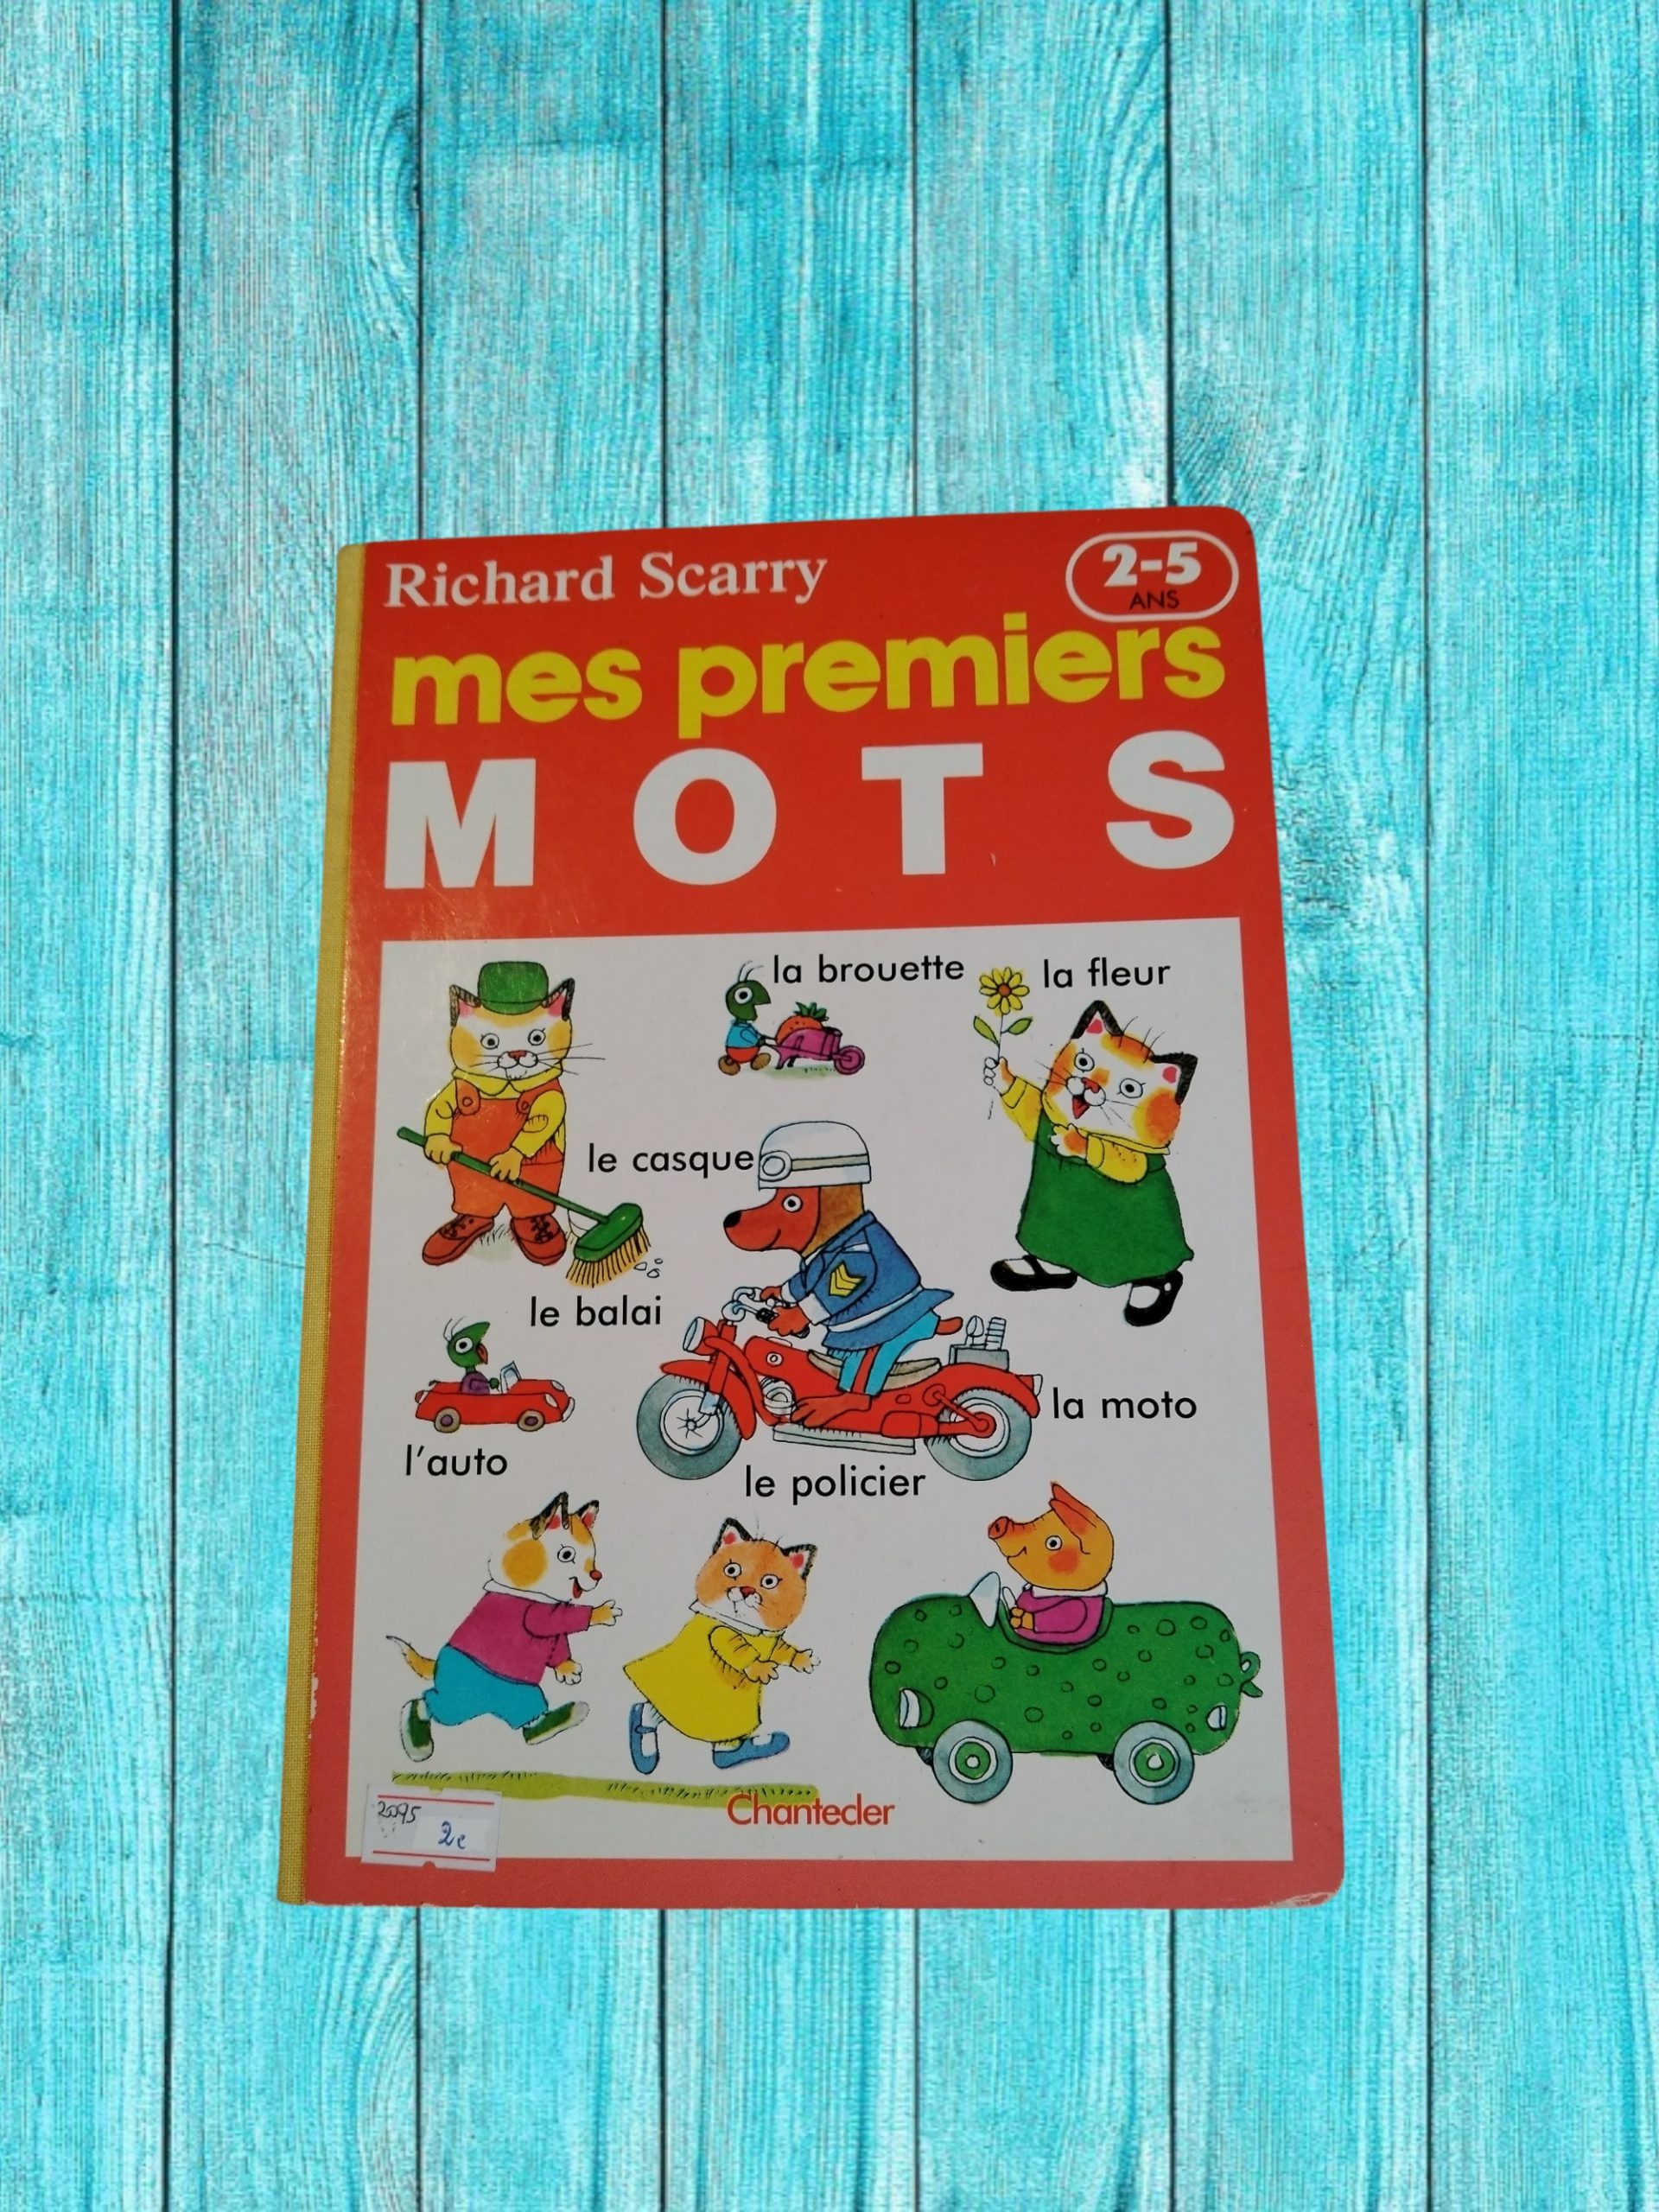 Richard Scarry
2-5
ANS
mes premiers
MOTS
la brouette
la fleur
le casque
le balai
la moto
l'auto
le policier
Chantecler
2095
2€